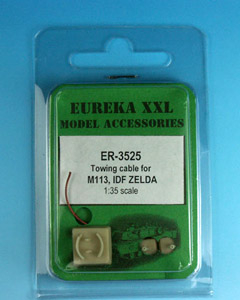 EUREKA XXL
MODEL ACCESSORIES
ER-3525
Towing cable for
M113, IDF ZELDA
1:35 scale